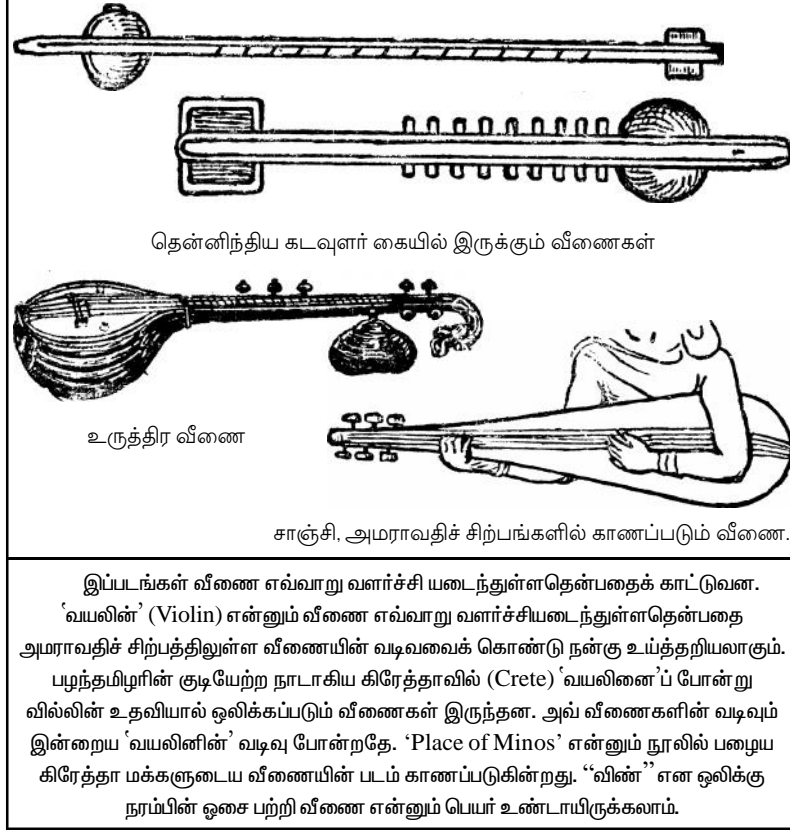 தென்னிந்திய கடவுளர் கையில் இருக்கும் வீணைகள்
உருத்திர வீணை
சாஞ்சி, அமராவதிச் சிற்பங்களில் காணப்படும் வீணை.
இப்படங்கள் வீணை எவ்வாறு வளர்ச்சி யடைந்துள்ளதென்பதைக் காட்டுவன.
‘வயலின்’ (Violin) என்னும் வீணை எவ்வாறு வளர்ச்சியடைந்துள்ளதென்பதை
அமராவதிச் சிற்பத்திலுள்ள வீணையின் வடிவவைக் கொண்டு நன்கு உய்த்தறியலாகும்.
பழந்தமிழரின் குடியேற்ற நாடாகிய கிரேத்தாவில் (Crete) ‘வயலினை’ப் போன்று
வில்லின் உதவியால் ஒலிக்கப்படும் வீணைகள் இருந்தன. அவ் வீணைகளின் வடிவும்
இன்றைய ‘வயலினின்’ வடிவு போன்றதே. ‘Place of Minos’ என்னும் நூலில் பழைய
கிரேத்தா மக்களுடைய வீணையின் படம் காணப்படுகின்றது. “விண்” என ஒலிக்கு
நரம்பின் ஓசை பற்றி வீணை என்னும் பெயர் உண்டாயிருக்கலாம்.